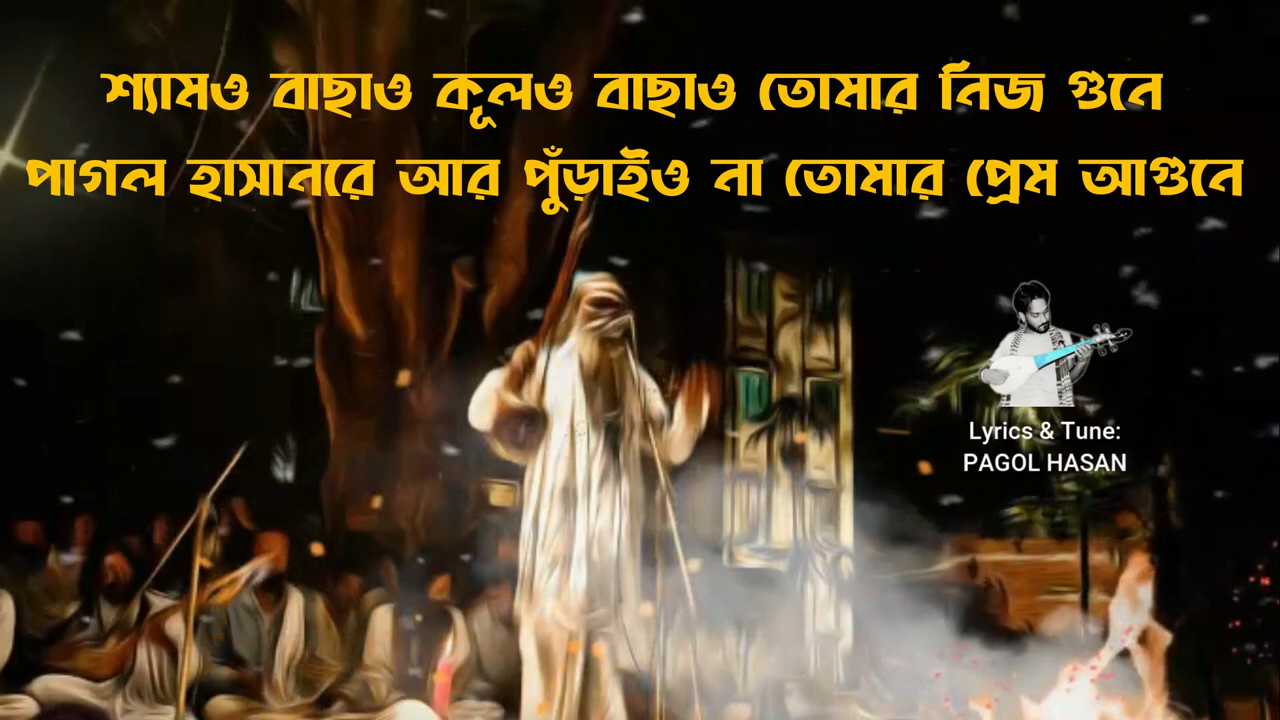 শ্যামও বাছাও কূলও বাছাও তোমার নিজ গুনে
পাগল হাসানরে আর পুঁড়াইও না তোমার প্রেম আগুনে
Lyrics & Tune:
PAGOL HASAN